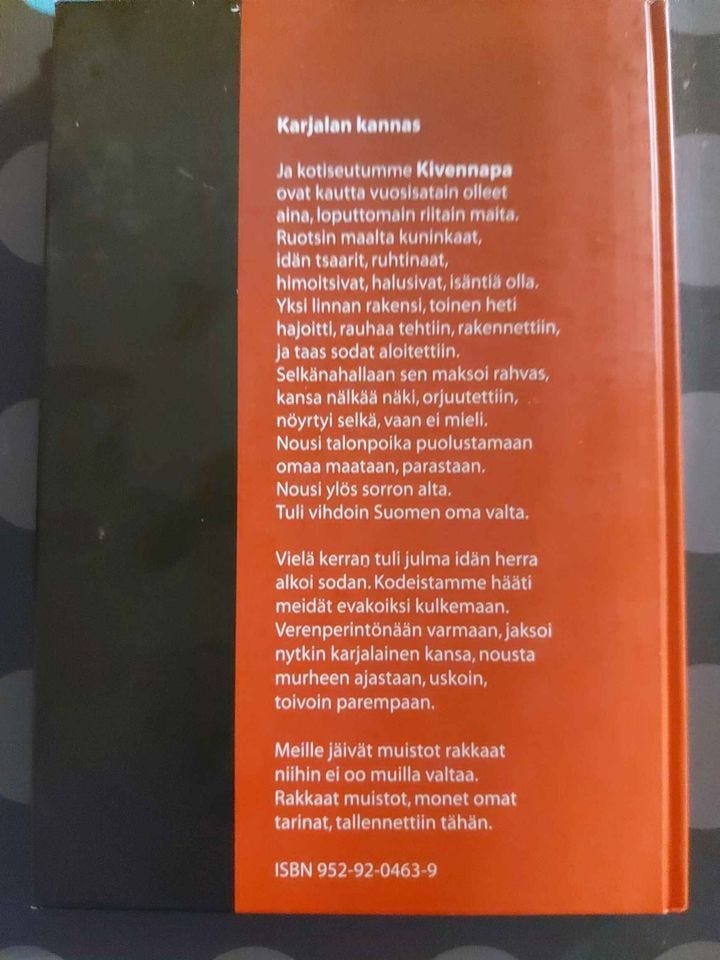 Karjalan kannas
Ja kotiseutumme Kivennapa
ovat kautta vuosisatain olleet
aina, loputtomain riitain maita.
Ruotsin maalta kuninkaat,
idän tsaarit, ruhtinaat,
himoitsivat, halusivat, isäntiä olla.
Yksi linnan rakensi, toinen heti
hajoitti, rauhaa tehtiin, rakennettiin,
ja taas sodat aloitettiin.
Selkänahallaan sen maksoi rahvas,
kansa nälkää näki, orjuutettiin,
nöyrtyi selkä, vaan ei mieli.
Nousi talonpoika puolustamaan
omaa maataan, parastaan.
Nousi ylös sorron alta.
Tuli vihdoin Suomen oma valta.
Vielä kerran tuli julma idän herra
alkoi sodan. Kodeistamme hääti
meidät evakoiksi kulkemaan.
Verenperintönään varmaan, jaksoi
nytkin karjalainen kansa, nousta
murheen ajastaan, uskoin,
toivoin parempaan.
Meille jäivät muistot rakkaat
niihin ei oo muilla valtaa.
Rakkaat muistot, monet omat
tarinat, tallennettiin tähän.
ISBN 952-92-0463-9